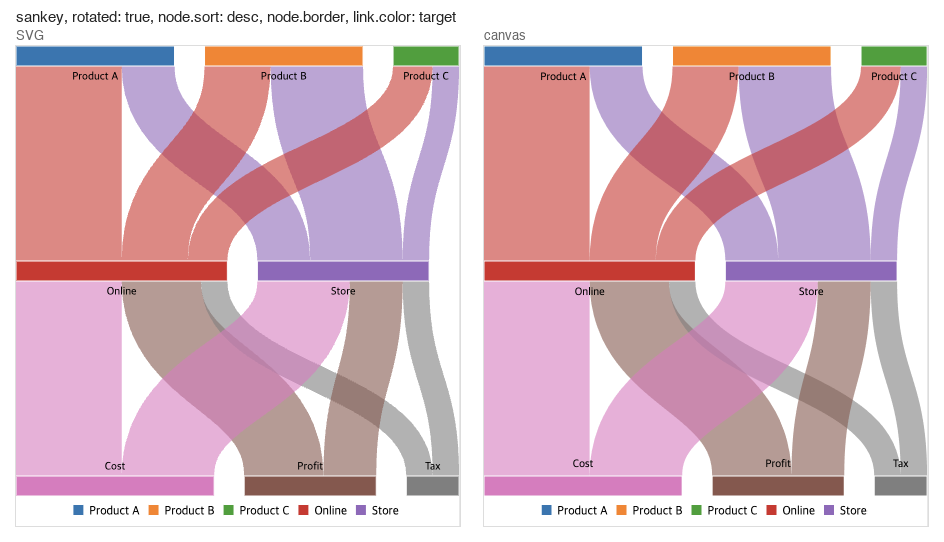 sankey, rotated: true, node.sort: desc, node.border, link.color: target
SVG
Product A Product B Product C
Online Store
Cost Profit Tax
Product A Product B Product C Online Store
canvas
Product A Product B Product C
Online Store
Cost Profit Tax
Product A Product B Product C Online Store